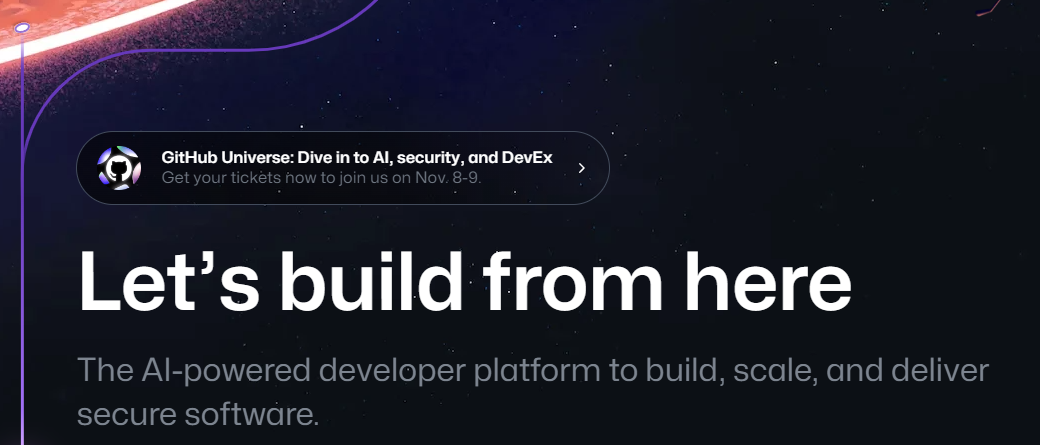 GitHub Universe: Dive in to AI, security, and DevEx
Get your tickets now to join us on Nov. 8-9.
Let’s build from here
The AI-powered developer platform to build, scale, and deliver
secure software.